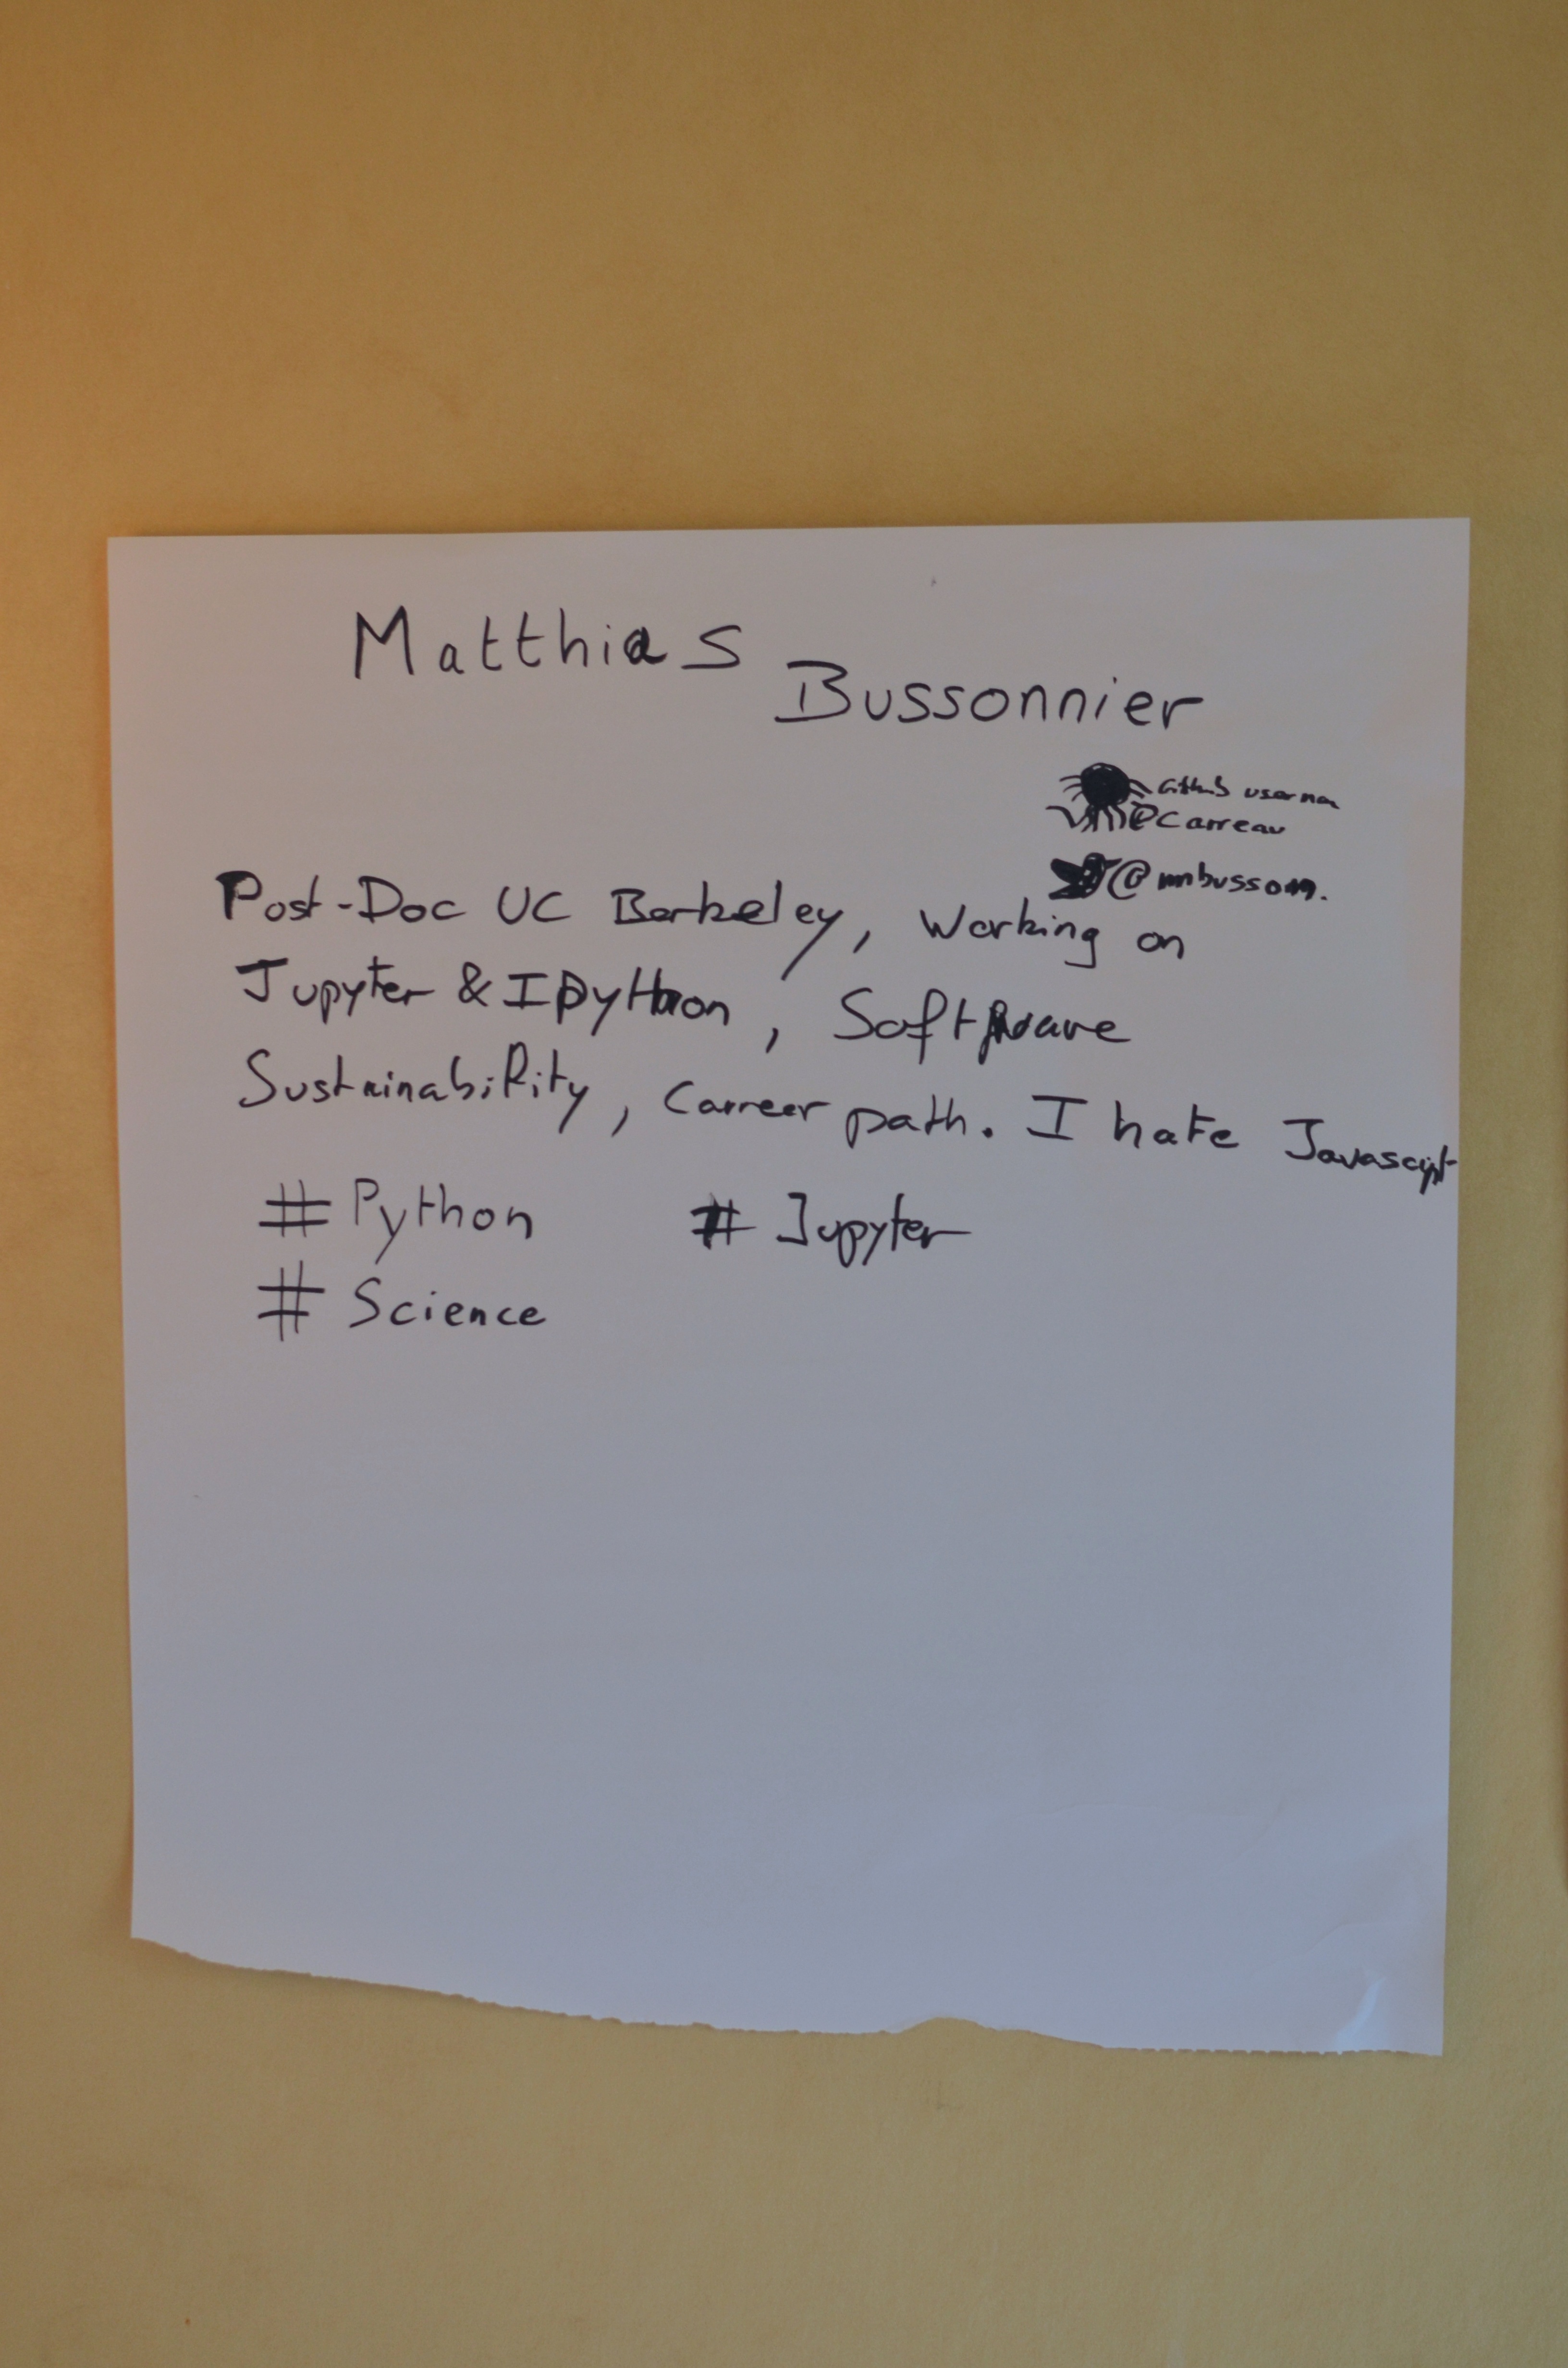 Matthias
Bussonnier
Github userna
@Carreau
@mbussonn.
Post-Doc UC Berkeley, Working on
Jupyter & IPython, Software
Sustainability, Carreer path. I hate Javascript
# Python # Jupyter
# Science